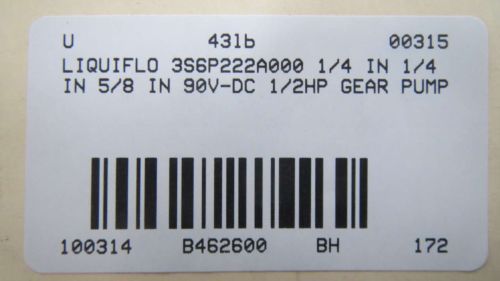 U 43lb 00315
LIQUIFLO 3S6P222A000 1/4 IN 1/4
IN 5/8 IN 90V-DC 1/2HP GEAR PUMP
100314 B462600 BH 172